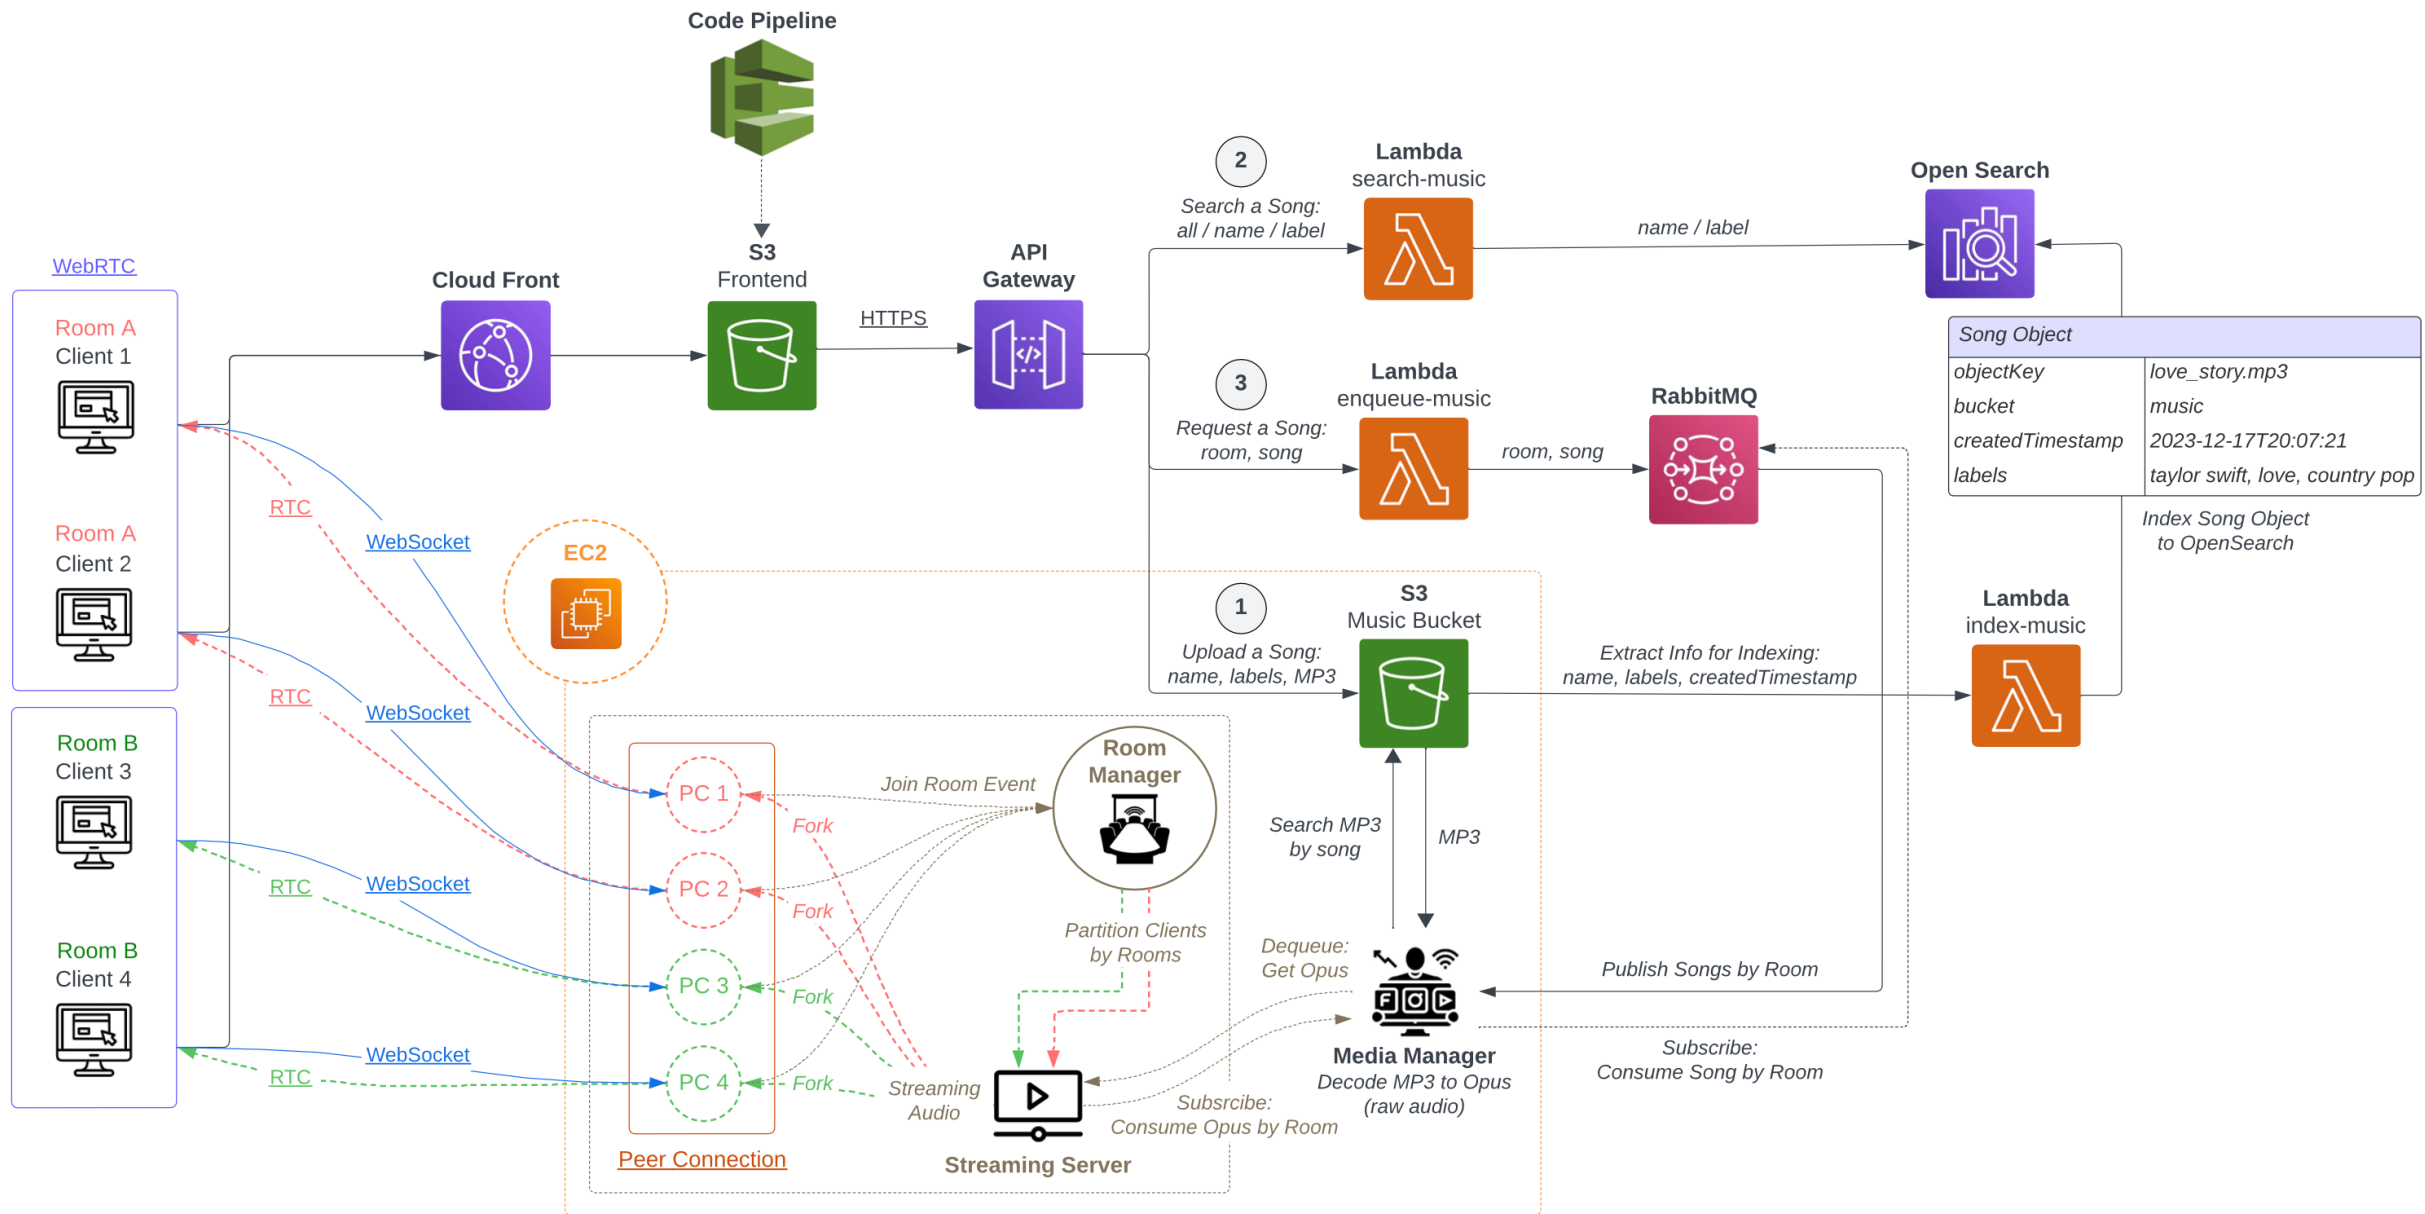 Code Pipeline
WebRTC
Room A
Client 1
Room A
Client 2
Room B
Client 3
Room B
Client 4
Cloud Front
S3
Frontend
HTTPS
API
Gateway
2
Search a Song:
all / name / label
Lambda
search-music
name / label
Open Search
3
Request a Song:
room, song
Lambda
enqueue-music
room, song
RabbitMQ
Song Object
objectKey love_story.mp3
bucket music
createdTimestamp 2023-12-17T20:07:21
labels taylor swift, love, country pop
Index Song Object
to OpenSearch
1
Upload a Song:
name, labels, MP3
S3
Music Bucket
Extract Info for Indexing:
name, labels, createdTimestamp
Lambda
index-music
RTC
WebSocket
RTC
WebSocket
RTC
WebSocket
RTC
WebSocket
EC2
PC 1
PC 2
PC 3
PC 4
Peer Connection
Join Room Event
Fork
Fork
Fork
Fork
Room
Manager
Partition Clients
by Rooms
Streaming
Audio
Streaming Server
Search MP3
by song
MP3
Dequeue:
Get Opus
Subsrcibe:
Consume Opus by Room
F
Media Manager
Decode MP3 to Opus
(raw audio)
Publish Songs by Room
Subscribe:
Consume Song by Room